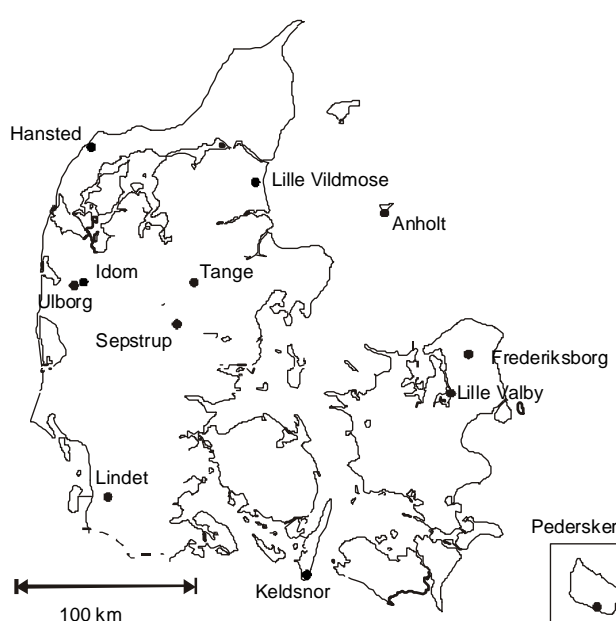 Hansted
Lille Vildmose
Anholt
Idom
Tange
Ulborg
Sepstrup
Frederiksborg
Lille Valby
Lindet
Pedersker
Keldsnor
100 km